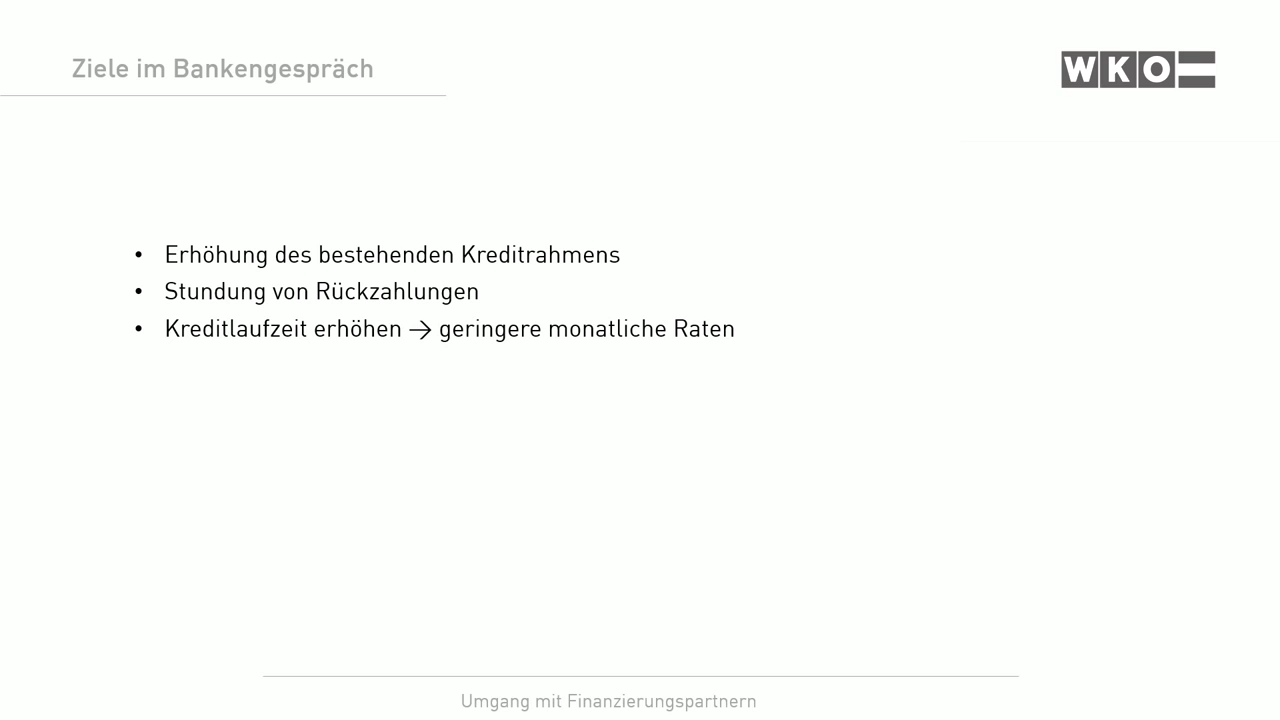 Ziele im Bankengespräch
WKO
• Erhöhung des bestehenden Kreditrahmens
• Stundung von Rückzahlungen
• Kreditlaufzeit erhöhen → geringere monatliche Raten
Umgang mit Finanzierungspartnern